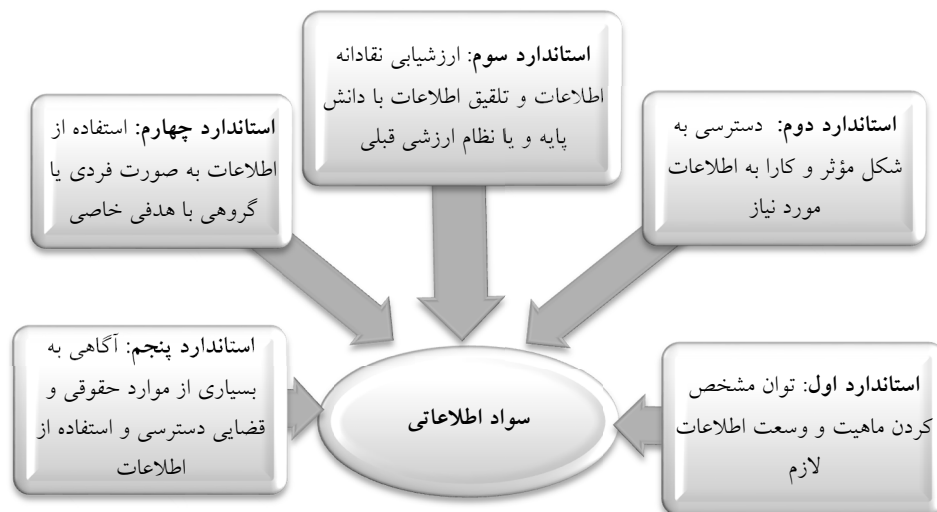 استاندارد اول: توان مشخص
کردن ماهیت و وسعت اطلاعات
لازم
استاندارد دوم: دسترسی به
شکل مؤثر و کارا به اطلاعات
مورد نیاز
استاندارد سوم: ارزشیابی نقادانه
اطلاعات و تلقیق اطلاعات با دانش
پایه و یا نظام ارزشی قبلی
استاندارد چهارم: استفاده از
اطلاعات به صورت فردی یا
گروهی با هدفی خاصی
استاندارد پنجم: آگاهی به
بسیاری از موارد حقوقی و
قضایی دسترسی و استفاده از
اطلاعات
سواد اطلاعاتی